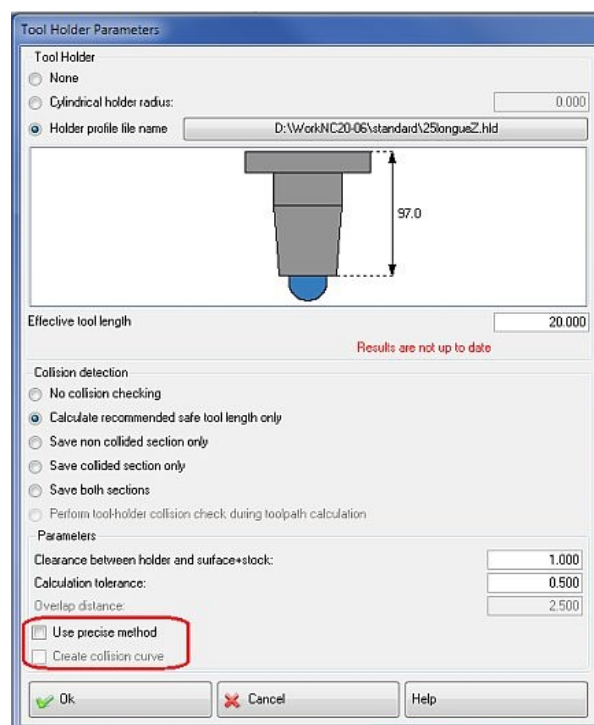 Tool Holder Parameters
Tool Holder
None
Cylindrical holder radius: 0.000
Holder profile file name D:\WorkNC20-06\standard\25longueZ.hld
97.0
Effective tool length 20.000
Results are not up to date
Collision detection
No collision checking
Calculate recommended safe tool length only
Save non collided section only
Save collided section only
Save both sections
Perform tool-holder collision check during toolpath calculation
Parameters
Clearance between holder and surface+stock: 1.000
Calculation tolerance: 0.500
Overlap distance: 2.500
Use precise method
Create collision curve
Ok Cancel Help